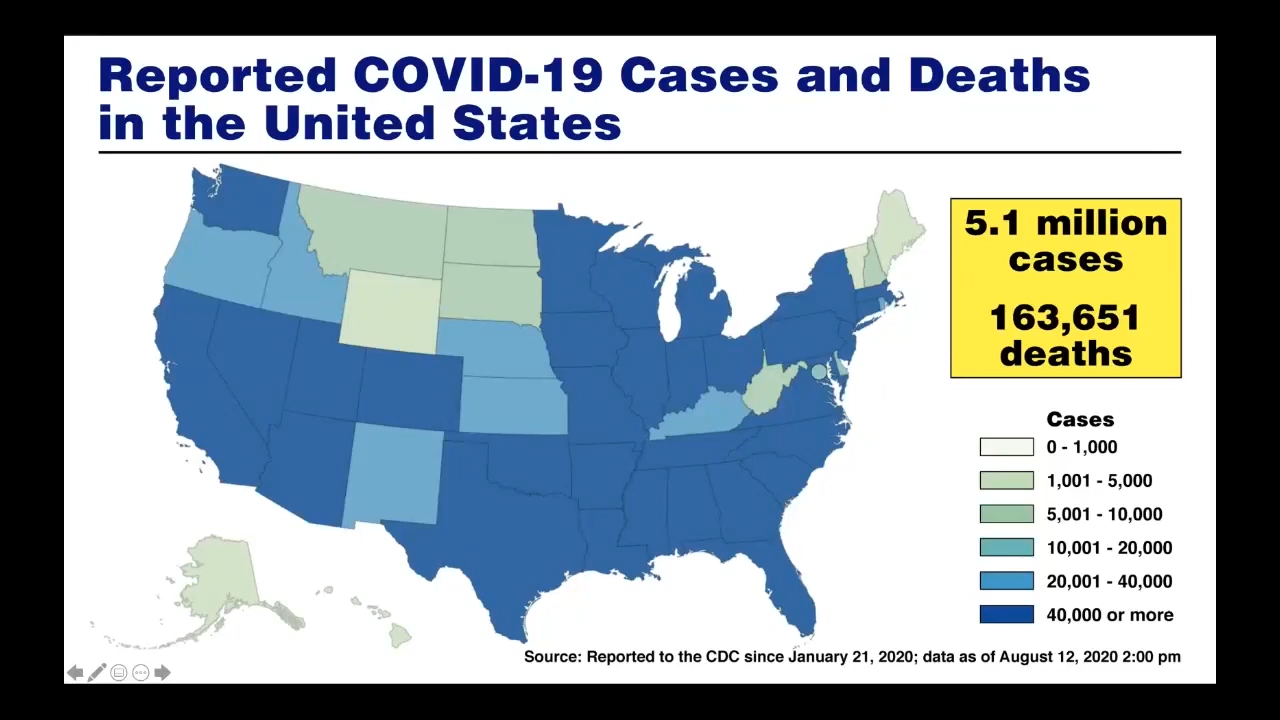 Reported COVID-19 Cases and Deaths
in the United States
5.1 million
cases
163,651
deaths
Cases
0 - 1,000
1,001 - 5,000
5,001 - 10,000
10,001 - 20,000
20,001 - 40,000
40,000 or more
Source: Reported to the CDC since January 21, 2020; data as of August 12, 2020 2:00 pm